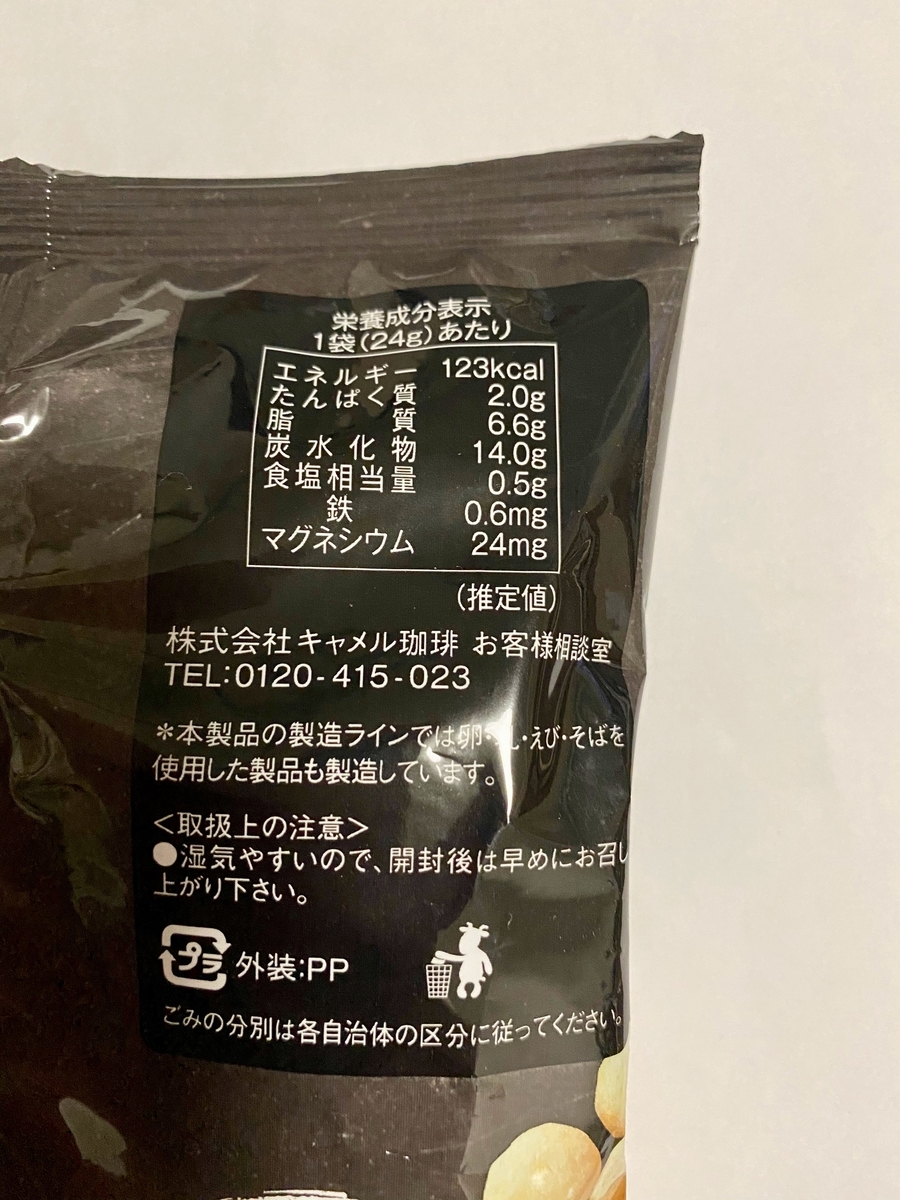 栄養成分表示
1袋(24g)あたり
エネルギー 123kcal
たんぱく質 2.0g
脂質 6.6g
炭水化物 14.0g
食塩相当量 0.5g
鉄 0.6mg
マグネシウム 24mg
(推定値)
株式会社キャメル珈琲 お客様相談室
TEL:0120-415-023
*本製品の製造ラインでは卵・乳・えび・そばを
使用した製品も製造しています。
<取扱上の注意>
●湿気やすいので、開封後は早めにお召し
上がり下さい。
プラ 外装:PP
ごみの分別は各自治体の区分に従ってください。